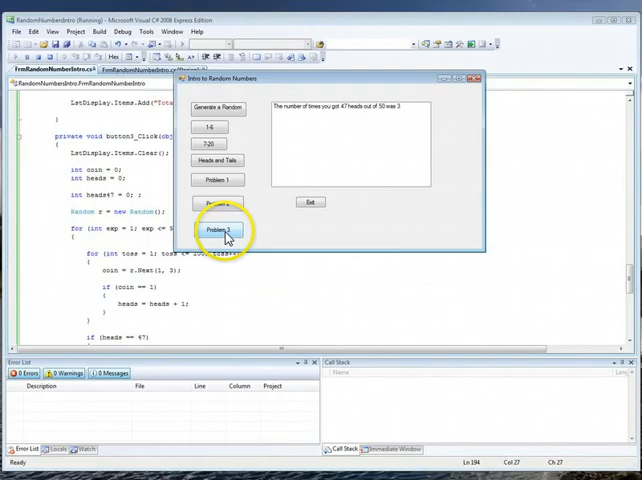 RandomNumbersIntro (Running) - Microsoft Visual C# 2008 Express Edition
File Edit View Project Build Debug Tools Window Help
Hex
FrmRandomNumberIntro.cs*
RandomNumbersIntro.FrmRandomNumberIntro
LstDisplay.Items.Add("Tota
}
private void button3_Click(obj
LstDisplay.Items.Clear();
int coin = 0;
int heads = 0;
int heads47 = 0; ;
Random r = new Random();
for (int exp = 1; exp <= 5
{
for (int toss = 1; toss <= 100; toss++
coin = r.Next(1, 3);
if (coin == 1)
{
heads = heads + 1;
}
}
if (heads == 47)
Intro to Random Numbers
Generate a Random
1-6
7-20
Heads and Tails
Problem 1
Problem 3
The number of times you got 47 heads out of 50 was 3
Exit
Error List
0 Errors 0 Warnings 0 Messages
Description File Line Column Project
Error List Locals Watch
Call Stack
Name
Call Stack Immediate Window
Ready Ln 194 Col 27 Ch 27